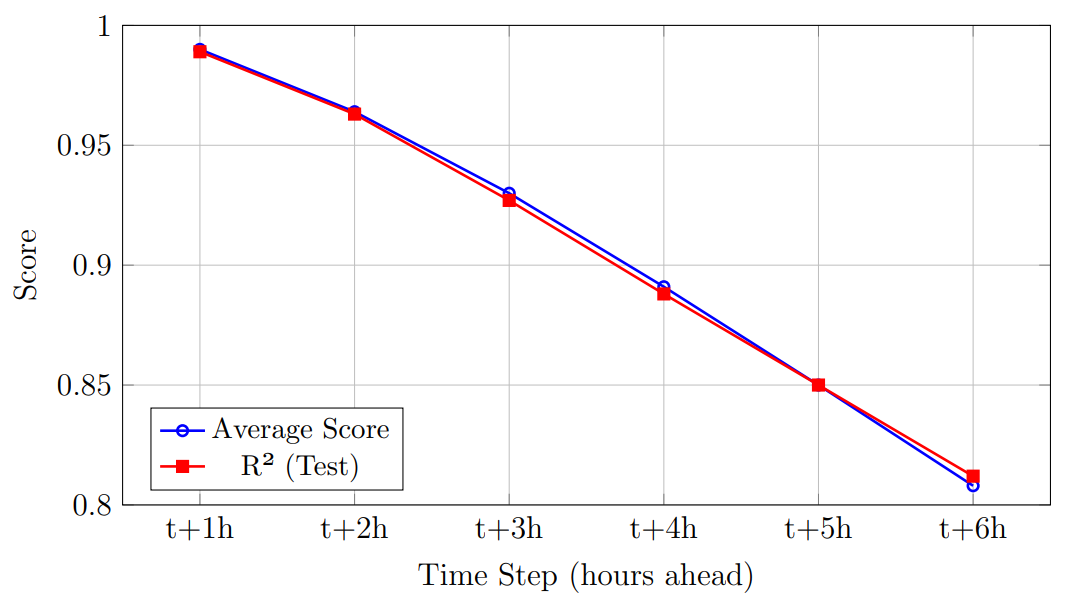 1
0.95
0.9
0.85
0.8
Score
Average Score
R² (Test)
t+1h t+2h t+3h t+4h t+5h t+6h
Time Step (hours ahead)